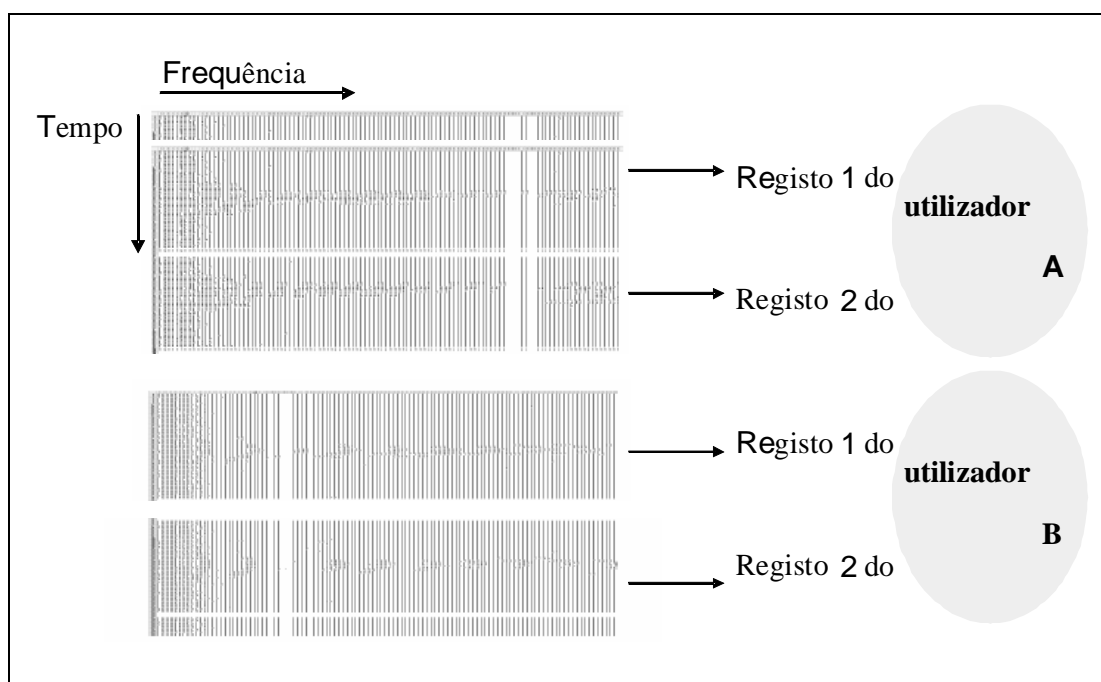 Frequência
Tempo
Registo 1 do
utilizador
A
Registo 2 do
Registo 1 do
utilizador
B
Registo 2 do